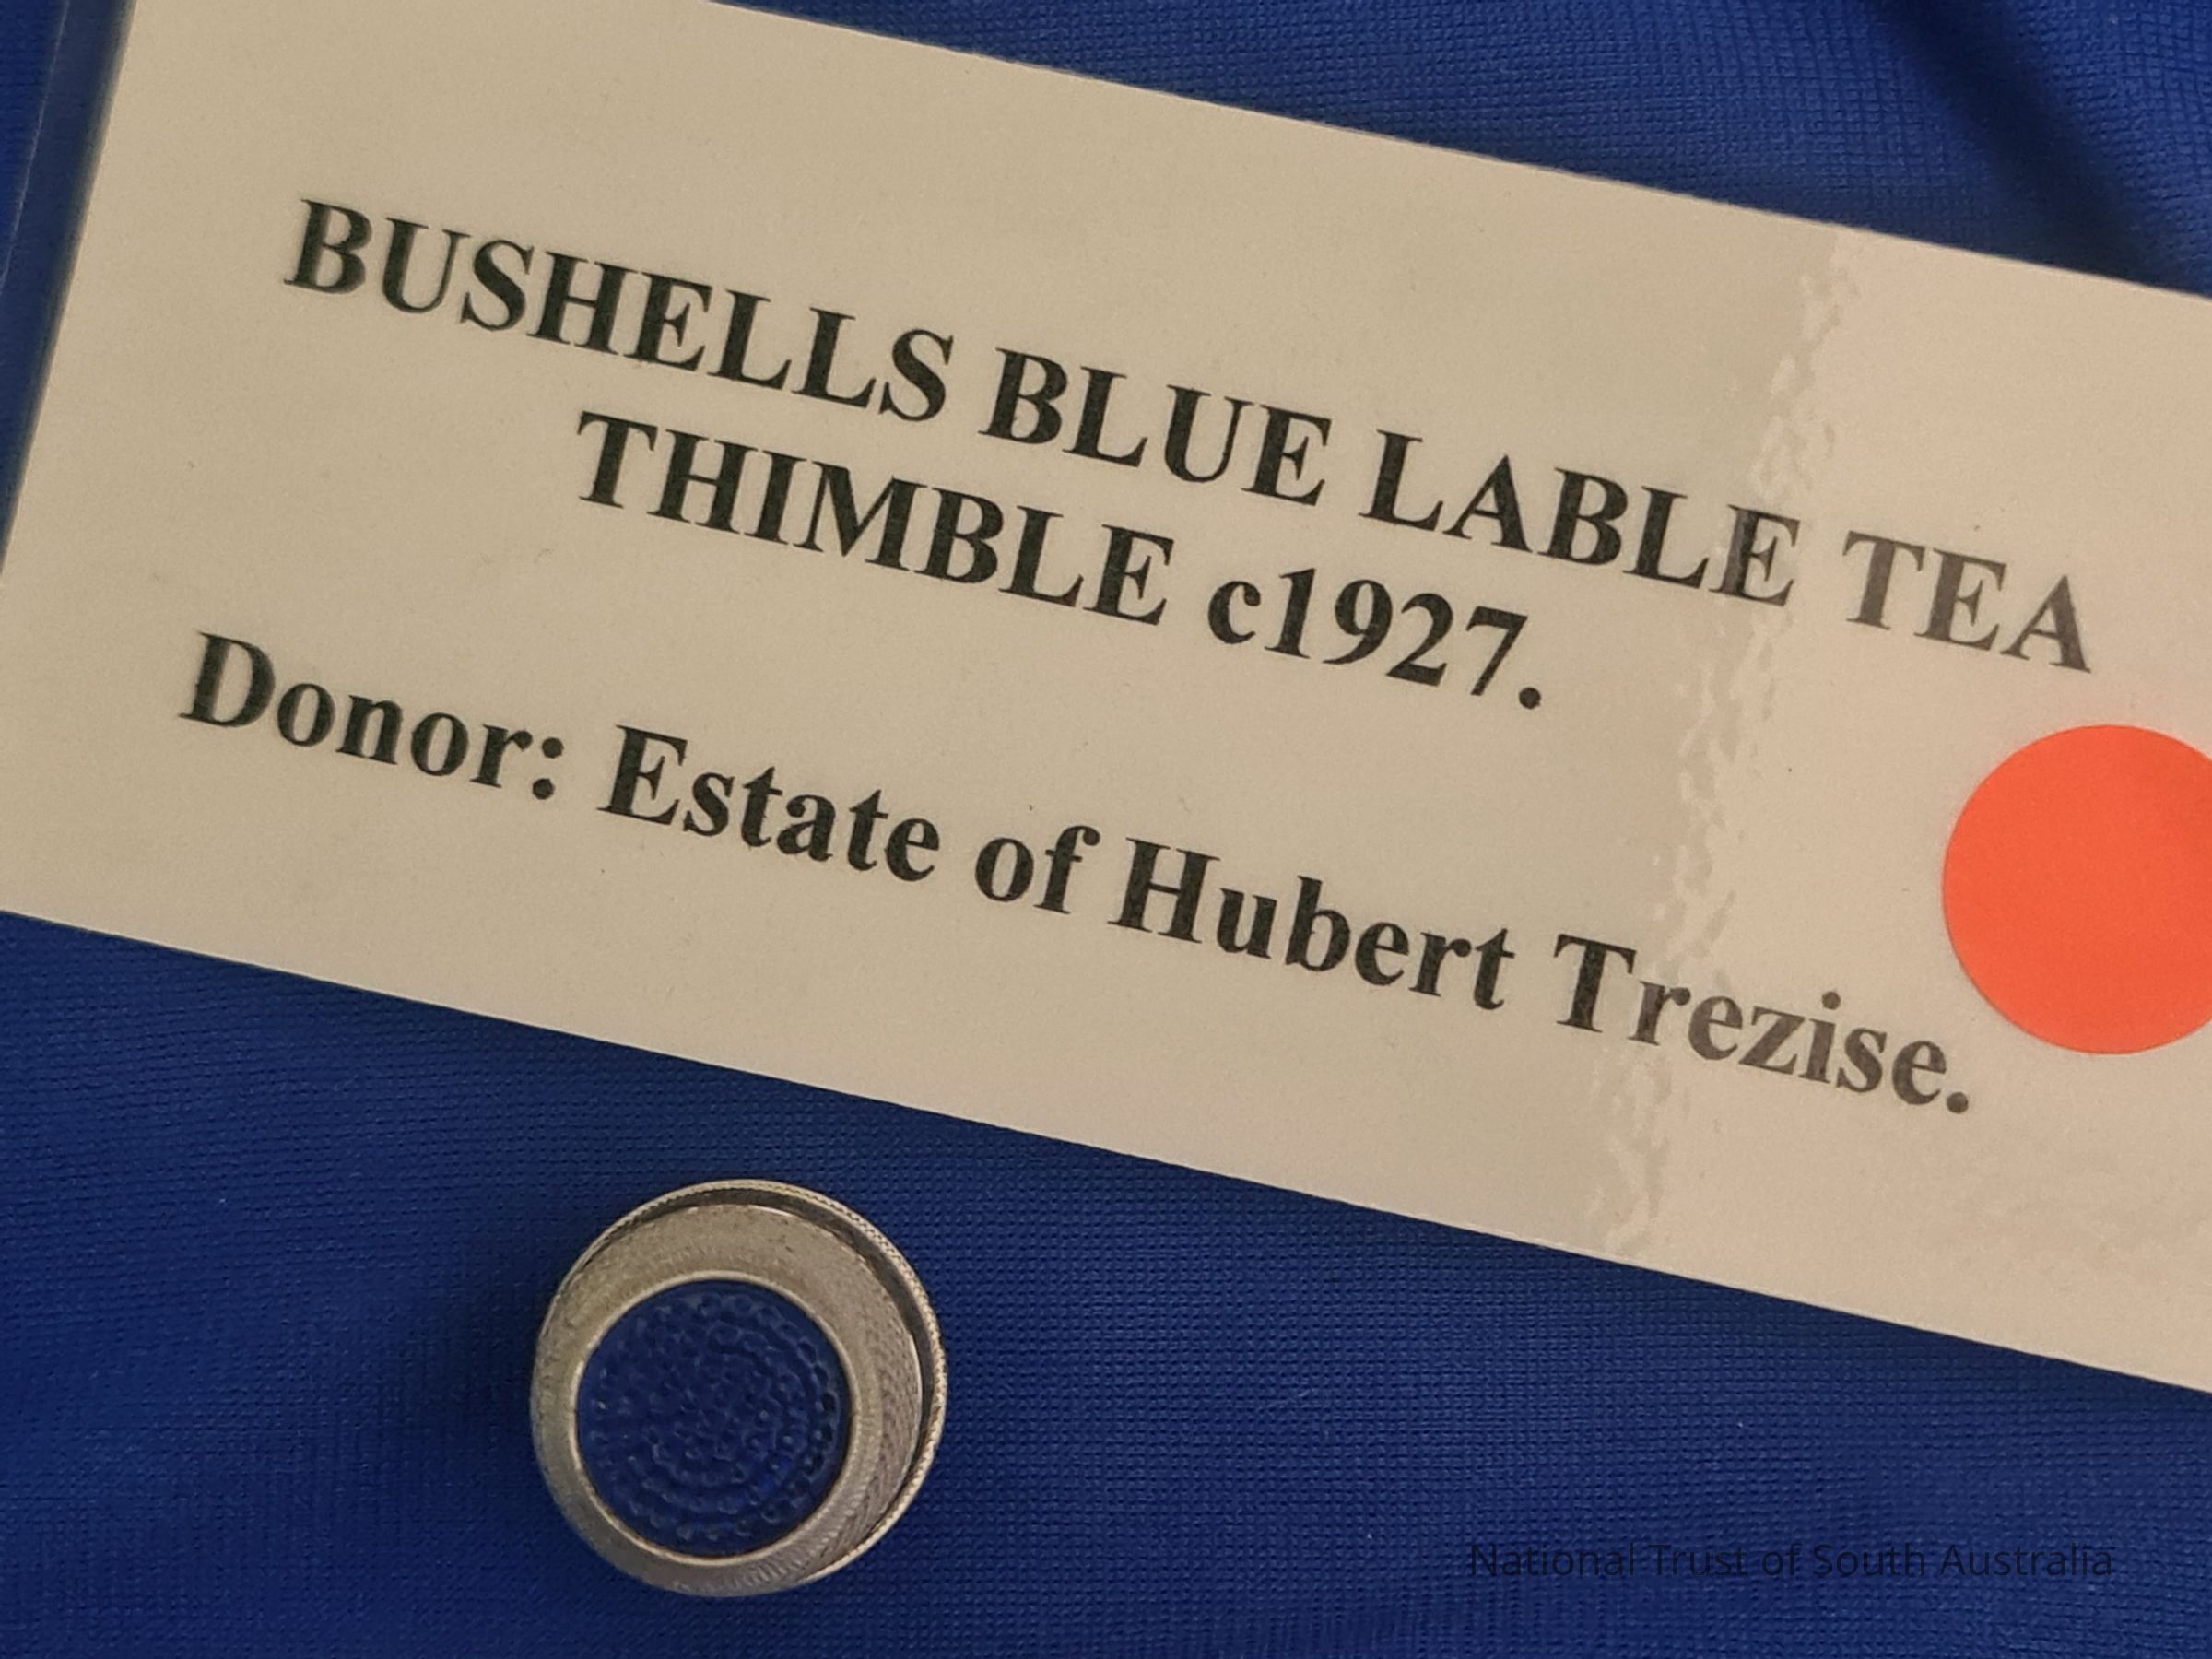 BUSHELLS BLUE LABLE TEA
THIMBLE c1927.
Donor: Estate of Hubert Trezise.
National Trust of South Australia